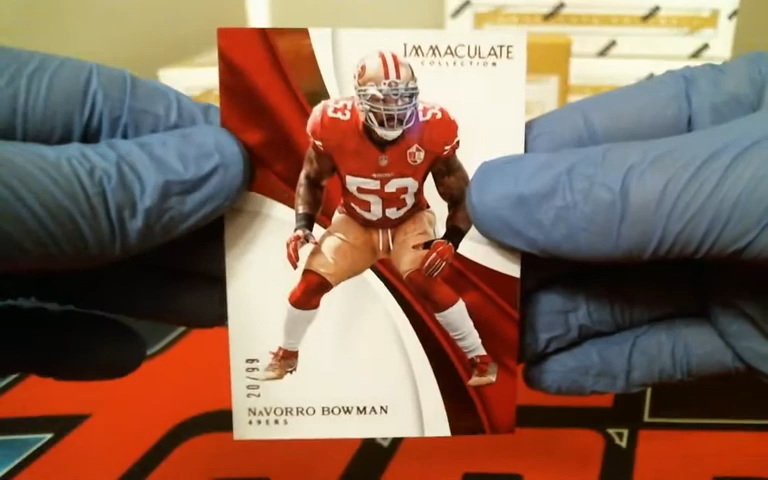 IMMACULATE
COLLECTION
53
53
53
20/99
NAVORRO BOWMAN
49ERS